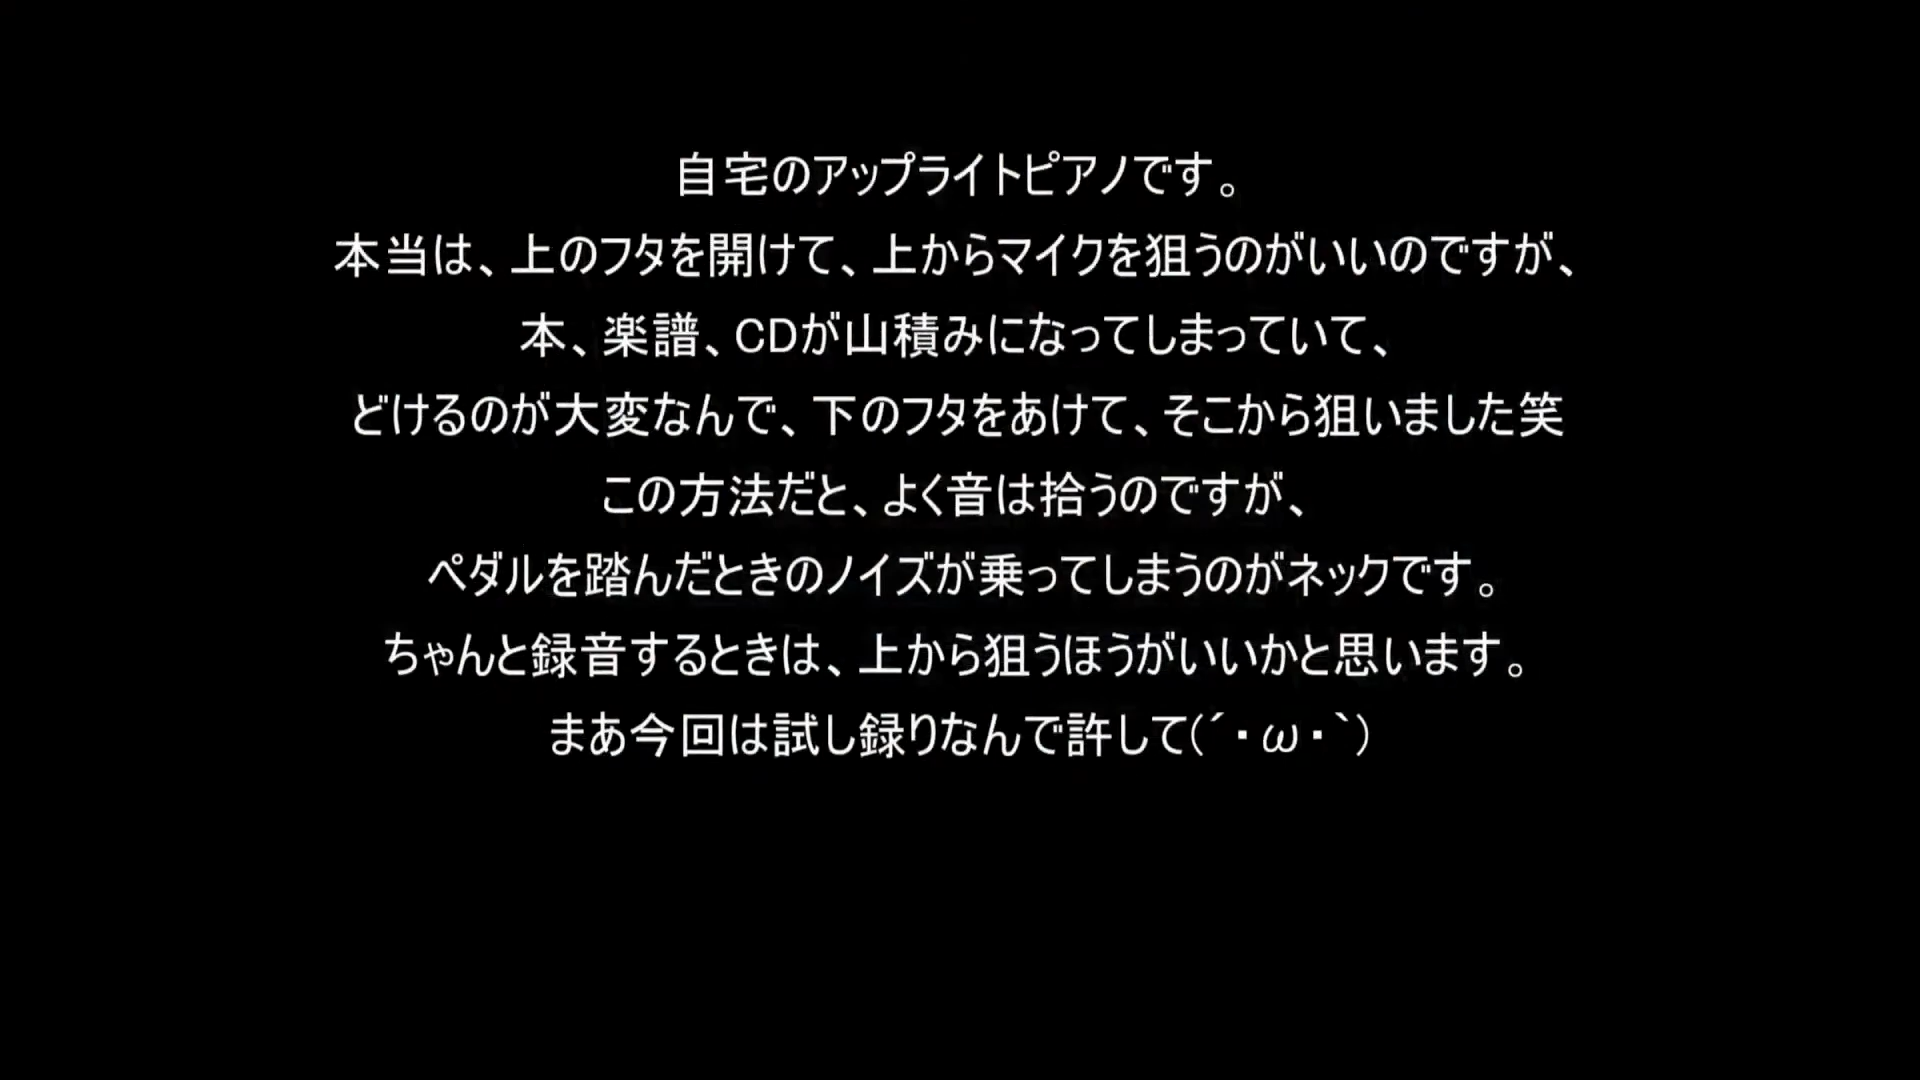 自宅のアップライトピアノです。
本当は、上のフタを開けて、上からマイクを狙うのがいいのですが、
本、楽譜、CDが山積みになってしまっていて、
どけるのが大変なんで、下のフタをあけて、そこから狙いました笑
この方法だと、よく音は拾うのですが、
ペダルを踏んだときのノイズが乗ってしまうのがネックです。
ちゃんと録音するときは、上から狙うほうがいいかと思います。
まあ今回は試し録りなんで許して(´・ω・`)